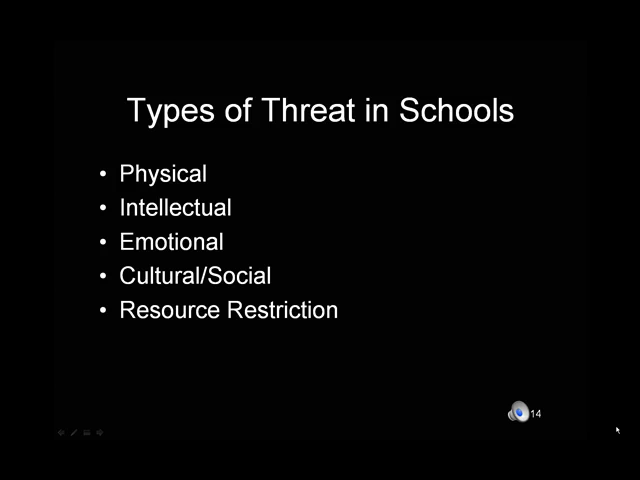 Types of Threat in Schools
• Physical
• Intellectual
• Emotional
• Cultural/Social
• Resource Restriction
14